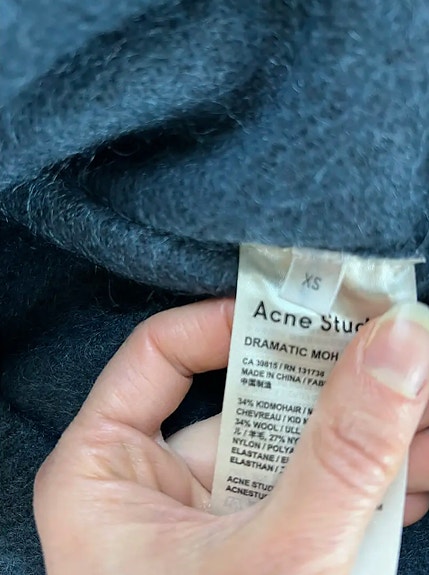 XS
Acne Stud
DRAMATIC MOH
CA 39815 / RN 131736
MADE IN CHINA / FAB
中国制造
34% KIDMOHAIR / M
CHEVREAU / KID M
34% WOOL / ULL
/ 羊毛, 27% NY
NYLON / POLYA
ELASTANE / E
ELASTHAN /
ACNE STUD
ACNESTU